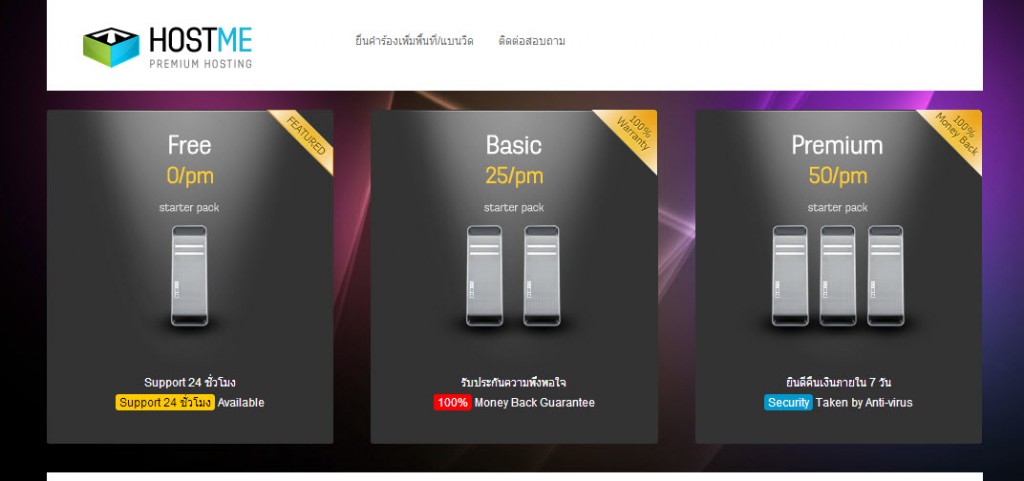 HOSTME
PREMIUM HOSTING
ยื่นคำร้องเพิ่มพื้นที่/แบนวิด
ติดต่อสอบถาม
FEATURED
Free
0/pm
starter pack
Support 24 ชั่วโมง
Support 24 ชั่วโมง Available
100%
Warranty
Basic
25/pm
starter pack
รับประกันความพึงพอใจ
100% Money Back Guarantee
100%
Money Back
Premium
50/pm
starter pack
ยินดีคืนเงินภายใน 7 วัน
Security Taken by Anti-virus